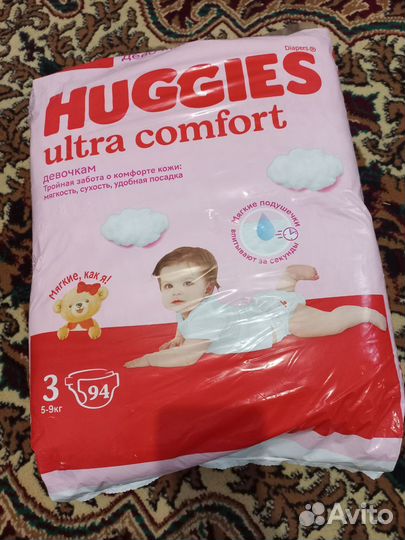 Девоч
Diapers
HUGGIES
ultra comfort
девочкам
Тройная забота о комфорте кожи:
мягкость, сухость, удобная посадка
Мягкие подушечки
впитывают за секунды
Мягкие, как я!
3
94
5-9кг
Avito